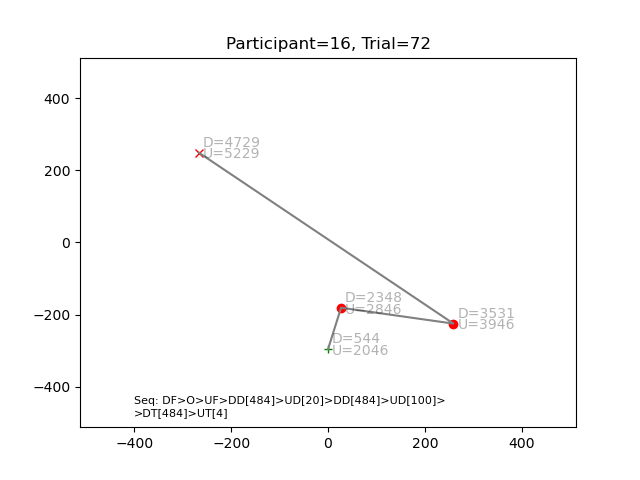 Participant=16, Trial=72
400
200
0
−200
−400
D=4729
U=5229
D=2348
U=2846
D=3531
U=3946
D=544
U=2046
Seq: DF>O>UF>DD[484]>UD[20]>DD[484]>UD[100]>
>DT[484]>UT[4]
−400 −200 0 200 400